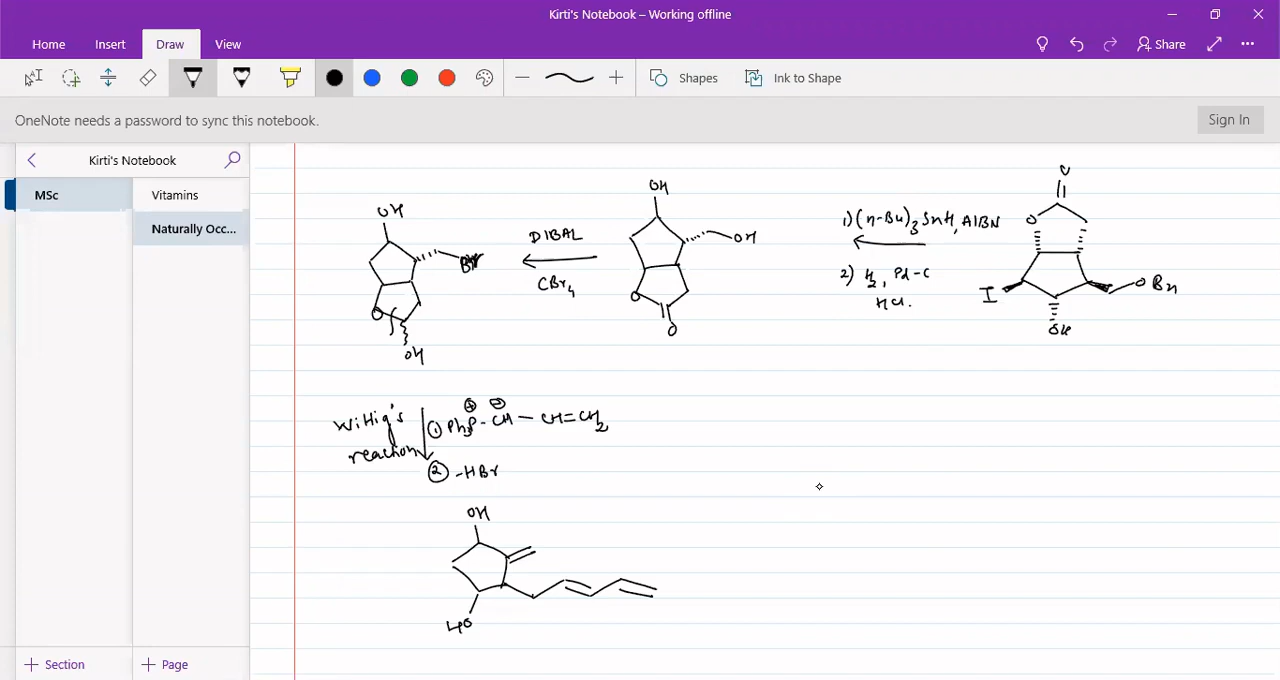 Kirti's Notebook – Working offline
Home Insert Draw View
Share
Shapes Ink to Shape
OneNote needs a password to sync this notebook.
Sign In
Kirti's Notebook
MSc
Vitamins
Naturally Occ...
OH
O
OH
DIBAL
CBr4
OH
OH
O
O
1) (n-Bu)3SnH, AIBN
2) H2, Pd-C
HCl.
O
O
I
OBn
OH
Wittig's
reaction
① Ph3P⊕-CH⊖-CH=CH2
② -HBr
OH
HO
Section Page